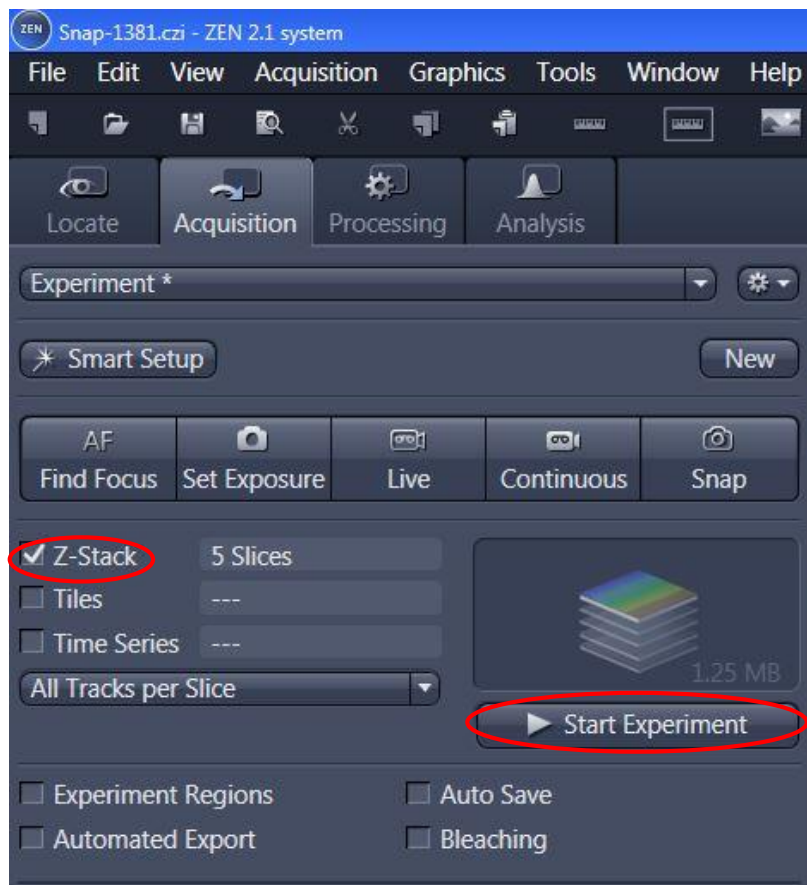 ZEN Snap-1381.czi - ZEN 2.1 system
File Edit View Acquisition Graphics Tools Window Help
Locate Acquisition Processing Analysis
Experiment *
Smart Setup New
AF
Find Focus Set Exposure Live Continuous Snap
Z-Stack 5 Slices
Tiles ---
Time Series ---
1.25 MB
All Tracks per Slice
Start Experiment
Experiment Regions Auto Save
Automated Export Bleaching